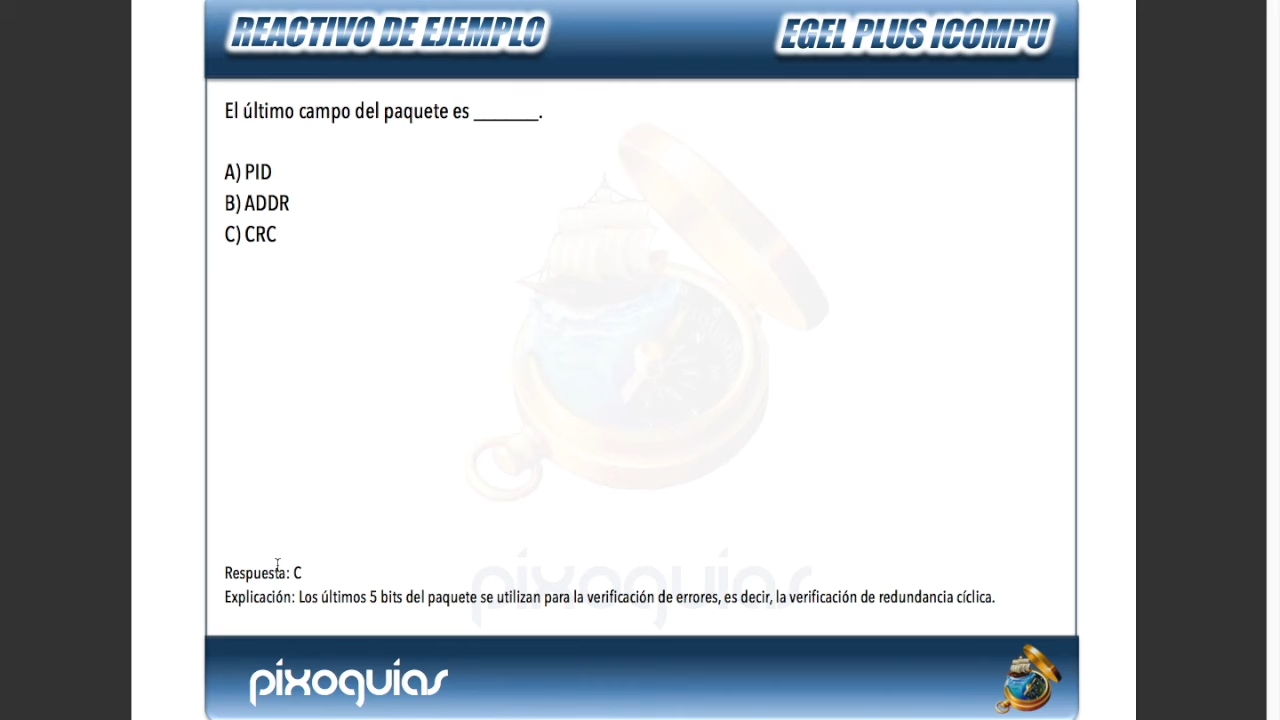 REACTIVO DE EJEMPLO
EGEL PLUS ICOMPU
El último campo del paquete es _______.
A) PID
B) ADDR
C) CRC
pixoguías
Respuesta: C
Explicación: Los últimos 5 bits del paquete se utilizan para la verificación de errores, es decir, la verificación de redundancia cíclica.
pixoguías